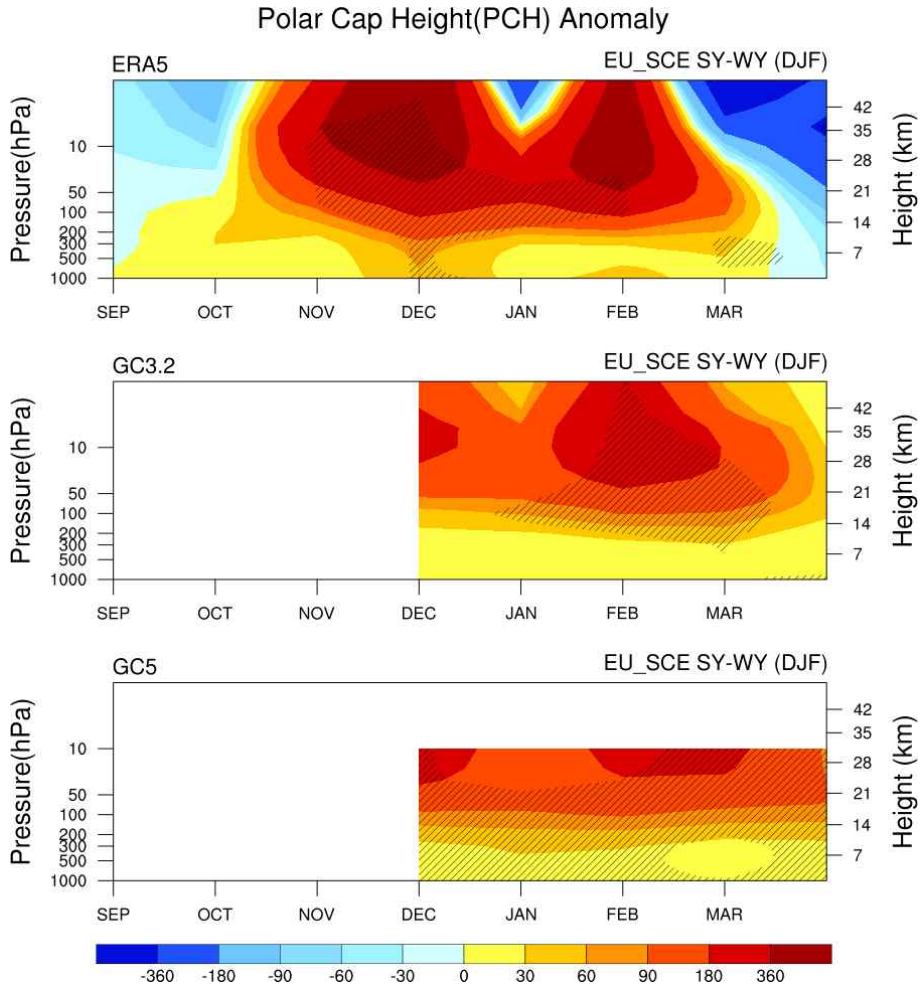 Polar Cap Height(PCH) Anomaly
ERA5 EU_SCE SY-WY (DJF)
Pressure(hPa)
10
50
100
200
300
500
1000
42
35
28
21
14
7
Height (km)
SEP OCT NOV DEC JAN FEB MAR
GC3.2 EU_SCE SY-WY (DJF)
Pressure(hPa)
10
50
100
200
300
500
1000
42
35
28
21
14
7
Height (km)
SEP OCT NOV DEC JAN FEB MAR
GC5 EU_SCE SY-WY (DJF)
Pressure(hPa)
10
50
100
200
300
500
1000
42
35
28
21
14
7
Height (km)
SEP OCT NOV DEC JAN FEB MAR
-360 -180 -90 -60 -30 0 30 60 90 180 360